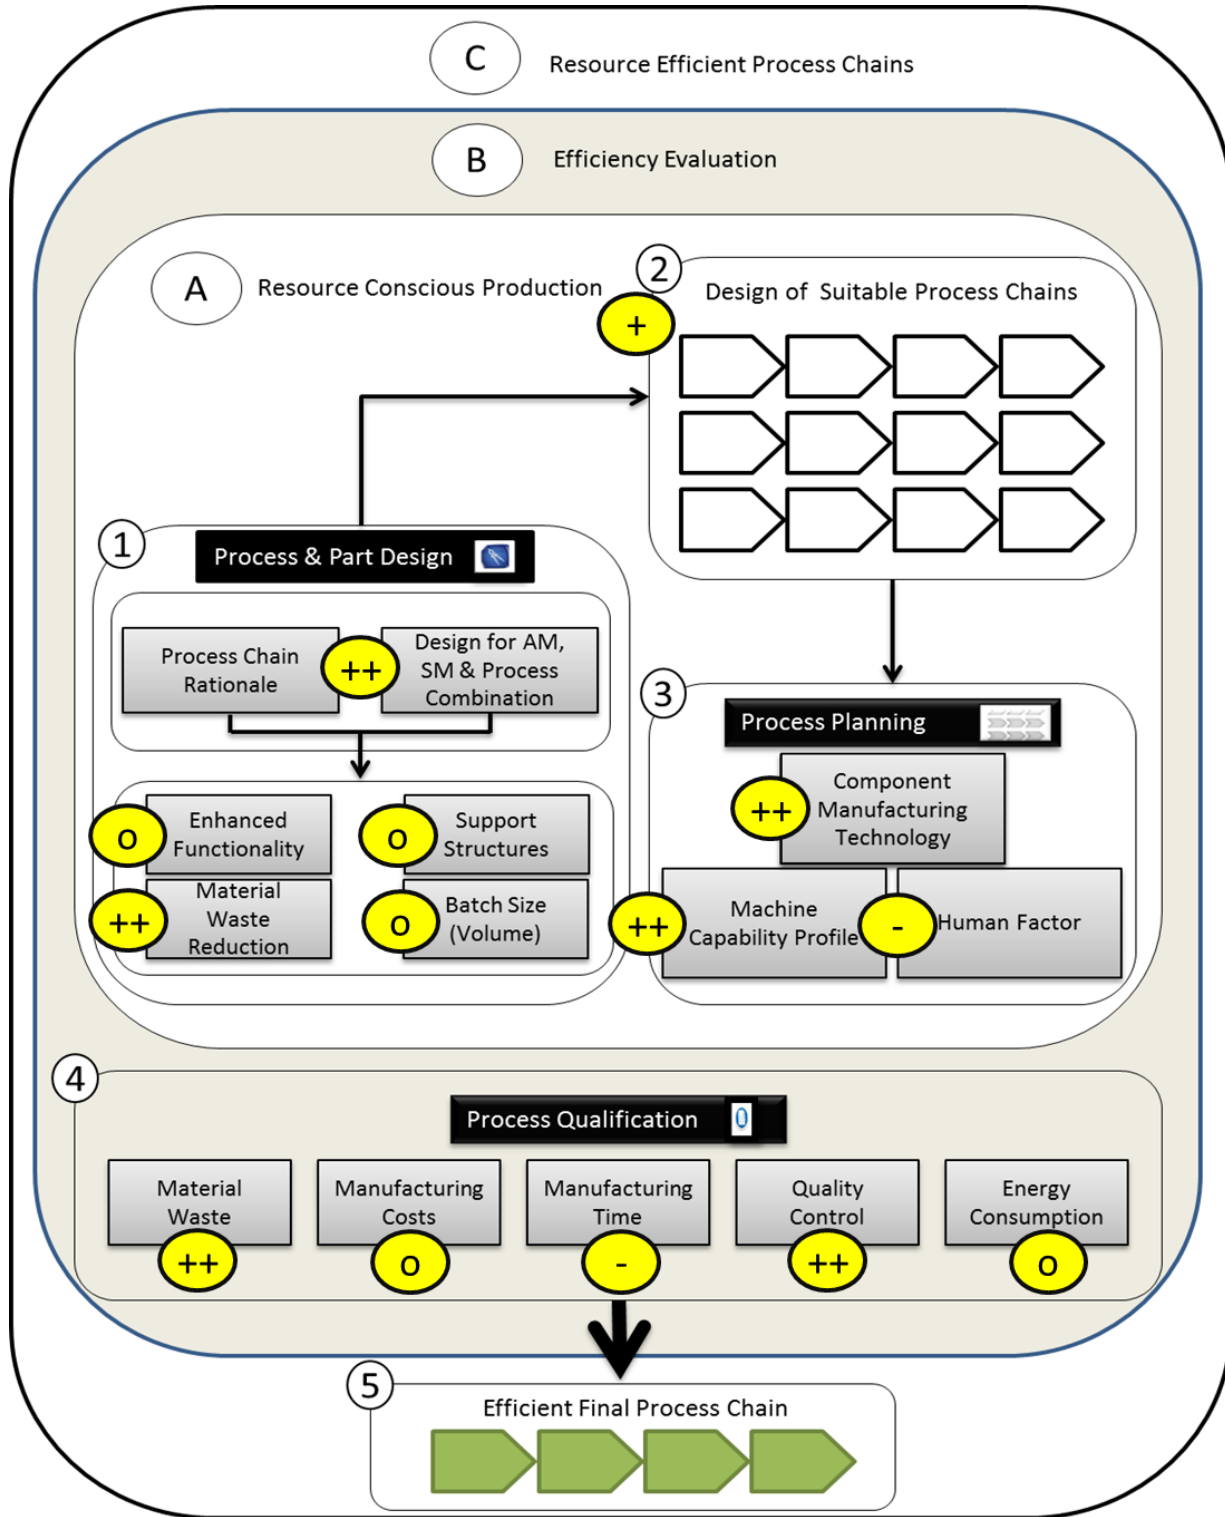 C
Resource Efficient Process Chains
B
Efficiency Evaluation
A
Resource Conscious Production
2
+
Design of Suitable Process Chains
1
Process & Part Design
Process Chain
Rationale
++
Design for AM,
SM & Process
Combination
o
Enhanced
Functionality
o
Support
Structures
++
Material
Waste
Reduction
o
Batch Size
(Volume)
3
Process Planning
++
Component
Manufacturing
Technology
++
Machine
Capability Profile
-
Human Factor
4
Process Qualification
Material
Waste
++
Manufacturing
Costs
o
Manufacturing
Time
-
Quality
Control
++
Energy
Consumption
o
5
Efficient Final Process Chain